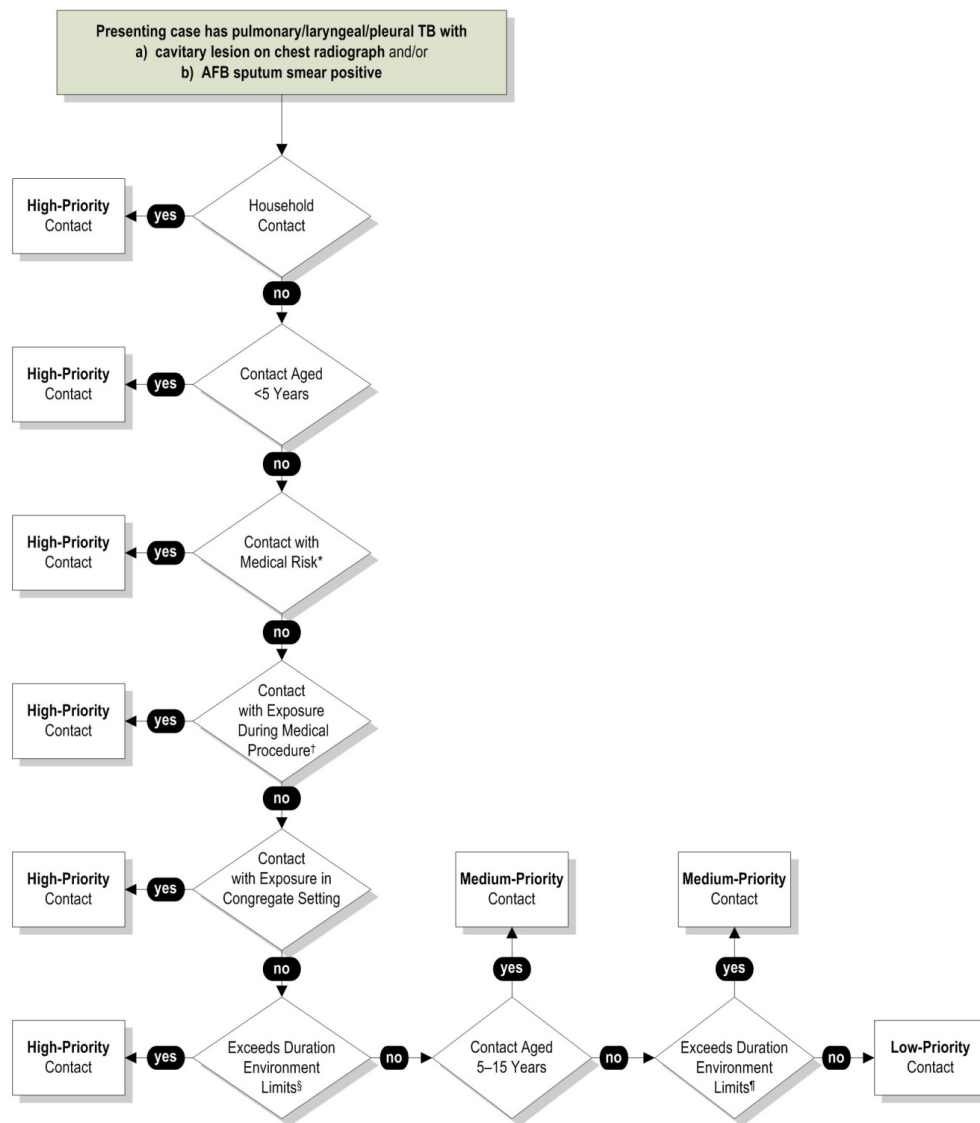 Presenting case has pulmonary/laryngeal/pleural TB with
a) cavitary lesion on chest radiograph and/or
b) AFB sputum smear positive
High-Priority
Contact
yes
Household
Contact
no
High-Priority
Contact
yes
Contact Aged
<5 Years
no
High-Priority
Contact
yes
Contact with
Medical Risk*
no
High-Priority
Contact
yes
Contact
with Exposure
During Medical
Procedure†
no
High-Priority
Contact
yes
Contact
with Exposure in
Congregate Setting
no
Medium-Priority
Contact
yes
Medium-Priority
Contact
yes
High-Priority
Contact
yes
Exceeds Duration
Environment
Limits§
no
Contact Aged
5–15 Years
no
Exceeds Duration
Environment
Limits¶
no
Low-Priority
Contact